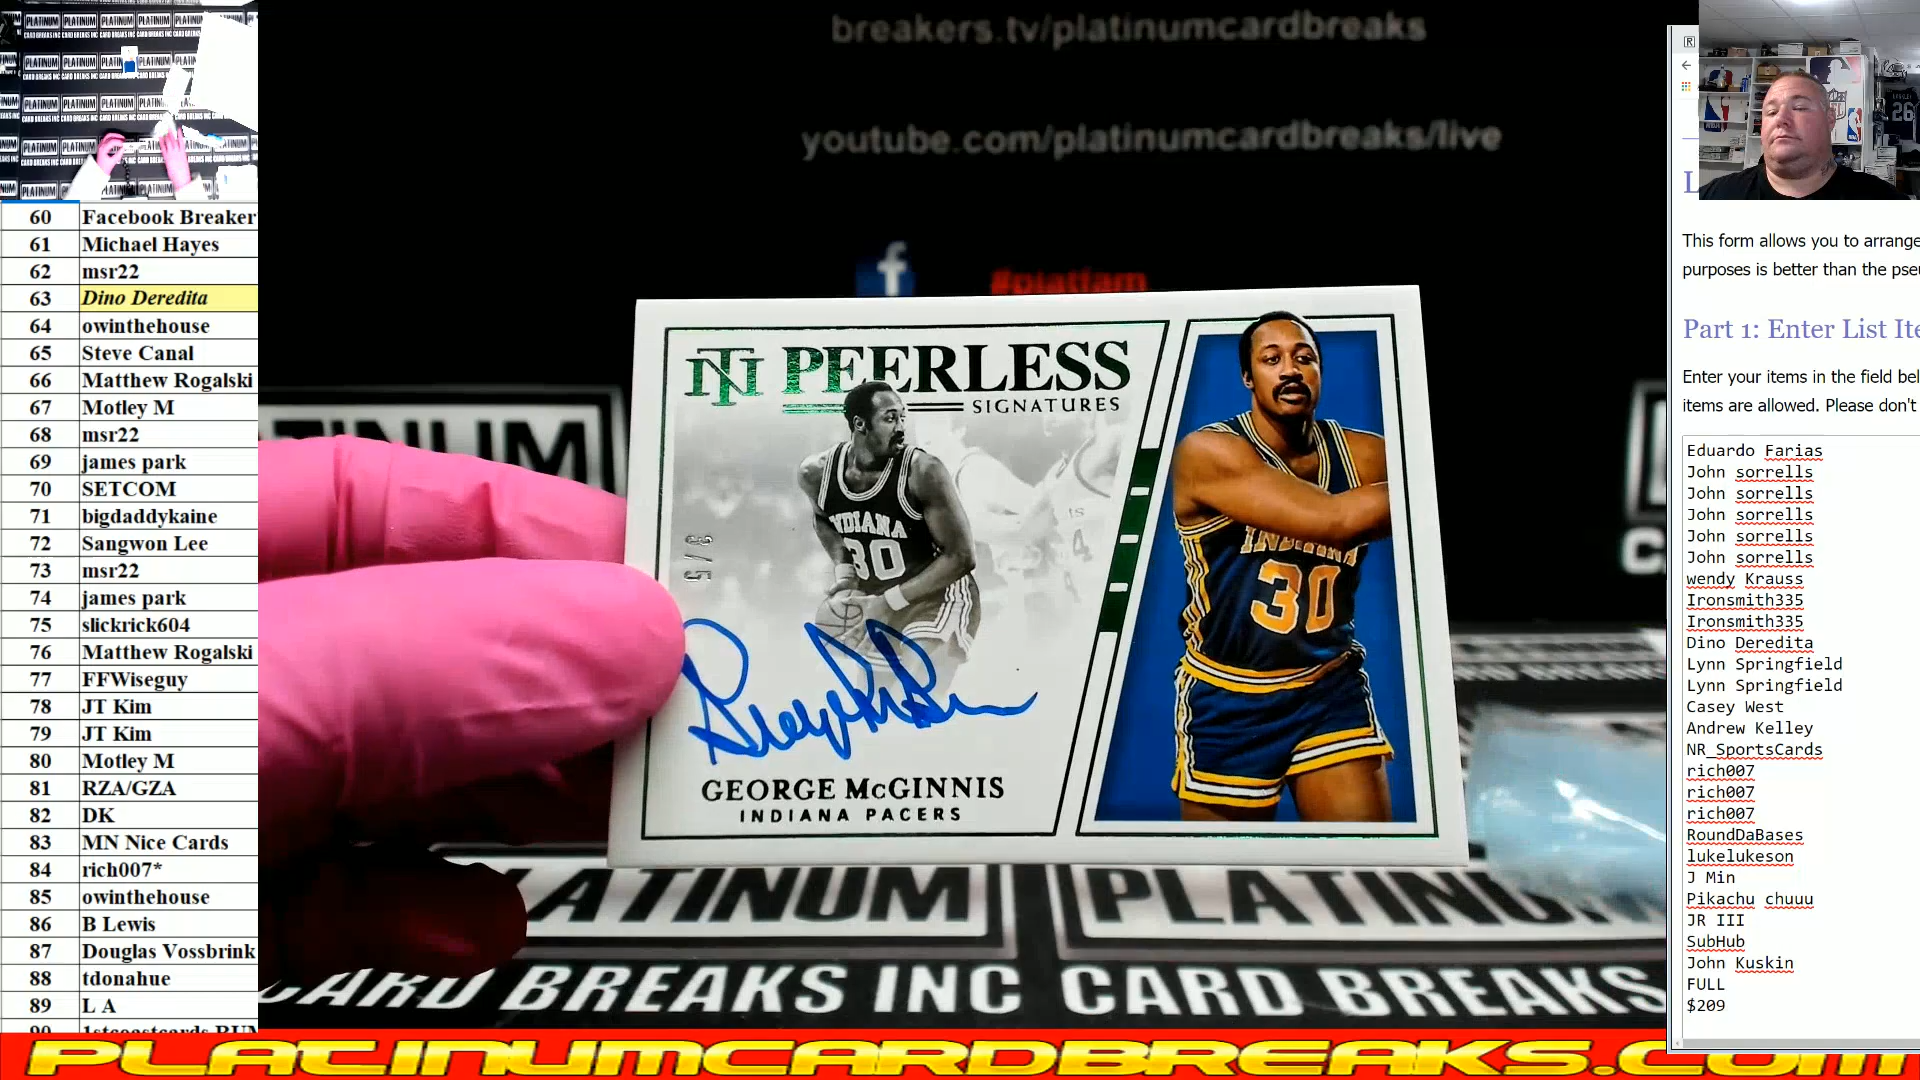 breakers.tv/platinumcardbreaks
youtube.com/platinumcardbreaks/live
f
#platfam
60 Facebook Breaker
61 Michael Hayes
62 msr22
63 Dino Deredita
64 owinthehouse
65 Steve Canal
66 Matthew Rogalski
67 Motley M
68 msr22
69 james park
70 SETCOM
71 bigdaddykaine
72 Sangwon Lee
73 msr22
74 james park
75 slickrick604
76 Matthew Rogalski
77 FFWiseguy
78 JT Kim
79 JT Kim
80 Motley M
81 RZA/GZA
82 DK
83 MN Nice Cards
84 rich007*
85 owinthehouse
86 B Lewis
87 Douglas Vossbrink
88 tdonahue
89 L A
NT PEERLESS
SIGNATURES
INDIANA
30
INDIANA
30
3/5
GEORGE McGINNIS
INDIANA PACERS
PLATINUM PLATINUM
CARD BREAKS INC CARD BREAKS
This form allows you to arrange
purposes is better than the pseu
Part 1: Enter List Ite
Enter your items in the field bel
items are allowed. Please don't
Eduardo Farias
John sorrells
John sorrells
John sorrells
John sorrells
John sorrells
wendy Krauss
Ironsmith335
Ironsmith335
Dino Deredita
Lynn Springfield
Lynn Springfield
Casey West
Andrew Kelley
NR_SportsCards
rich007
rich007
rich007
RoundDaBases
lukelukeson
J Min
Pikachu chuuu
JR III
SubHub
John Kuskin
FULL
$209
PLATINUMCARDBREAKS.COM